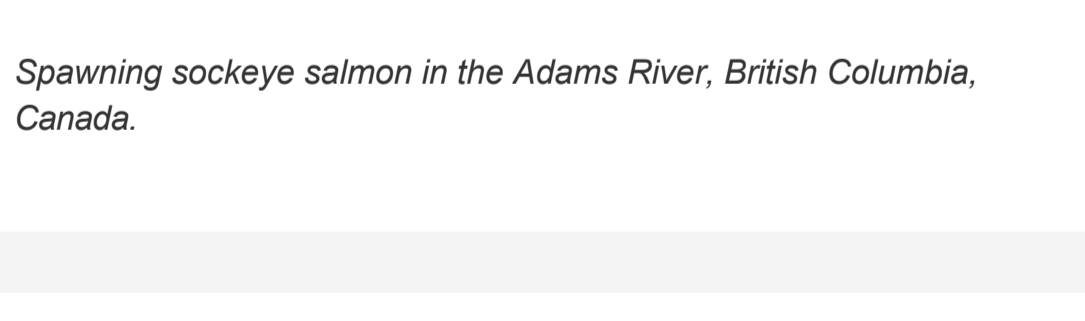 Spawning sockeye salmon in the Adams River, British Columbia,
Canada.